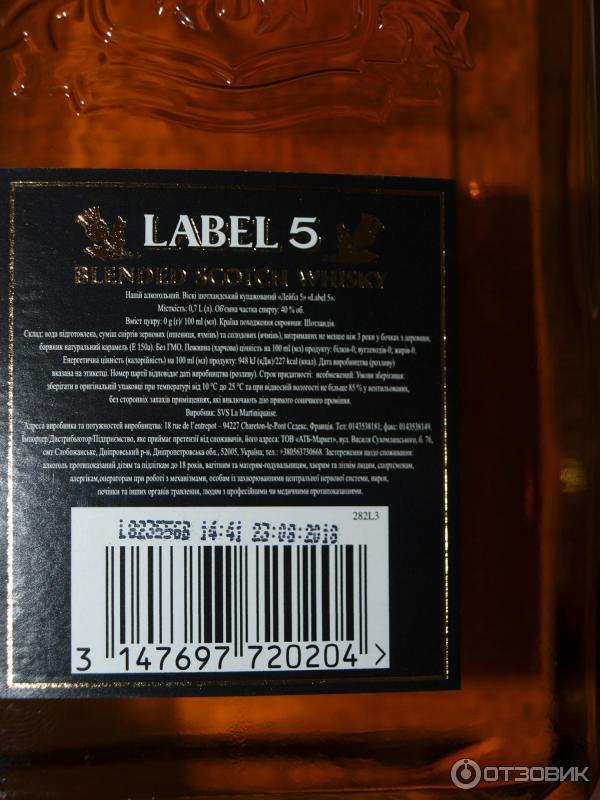 LABEL 5
BLENDED SCOTCH WHISKY
Напій алкогольний. Віскі шотландський купажований «Лейбл 5» «Label 5».
Місткість: 0,7 L (л). Об'ємна частка спирту: 40 % об.
Вміст цукру: 0 g (г)/ 100 ml (мл). Країна походження сировини: Шотландія.
Склад: вода підготовлена, суміш спіртів зернових (пшениця, ячмінь) та солодових (ячмінь), витриманих не менше ніж 3 роки у бочках з деревини,
барвник натуральний карамель (Е 150a). Без ГМО. Поживна (харчова) цінність на 100 ml (мл) продукту: білків-0; вуглеводів-0; жирів-0.
Енергетична цінність (калорійність) на 100 ml (мл) продукту: 948 kJ (кДж)/227 kcal (ккал). Дата виробництва (розливу)
вказана на этикетці. Номер партії відповідає даті виробництва (розливу). Строк придатності: необмежений. Умови зберігання:
зберігати в оригінальній упаковці при температурі від 10 °C до 25 °C та при відносній вологості не більше 85 % у вентильованих,
без сторонніх запахів приміщеннях, які виключають дію прямого сонячного проміння.
Виробник: SVS La Martiniquaise.
Адреса виробника та потужностей виробництва: 18 rue de l'entrepot – 94227 Chareton-le-Pont Седекс, Франція. Тел: 0143538181; факс: 0143538149.
Імпортер/Дистрибьютор/Підприємство, яке приймає претензії від споживачів, його адреса: ТОВ «АТБ-Маркет», вул. Василя Сухомлинського, б. 76,
смт Слобожанське, Дніпровський р-н, Дніпропетровська обл., 52005, Україна; тел.: +380563730668. Застереження щодо споживання:
алкоголь протипоказаний дітям та підліткам до 18 років, вагітним та матерям-годувальницям, хворим та літнім людям, спортсменам,
алергікам,операторам при роботі з механізмами, особам із захворюваннями центральної нервової системи, нирок,
печінки та інших органів травлення, людям з професійними чи медичними протипоказаннями.
282L3
L823556B 14:41 23:08:2018
3 147697 720204 >
ОТЗОВИК